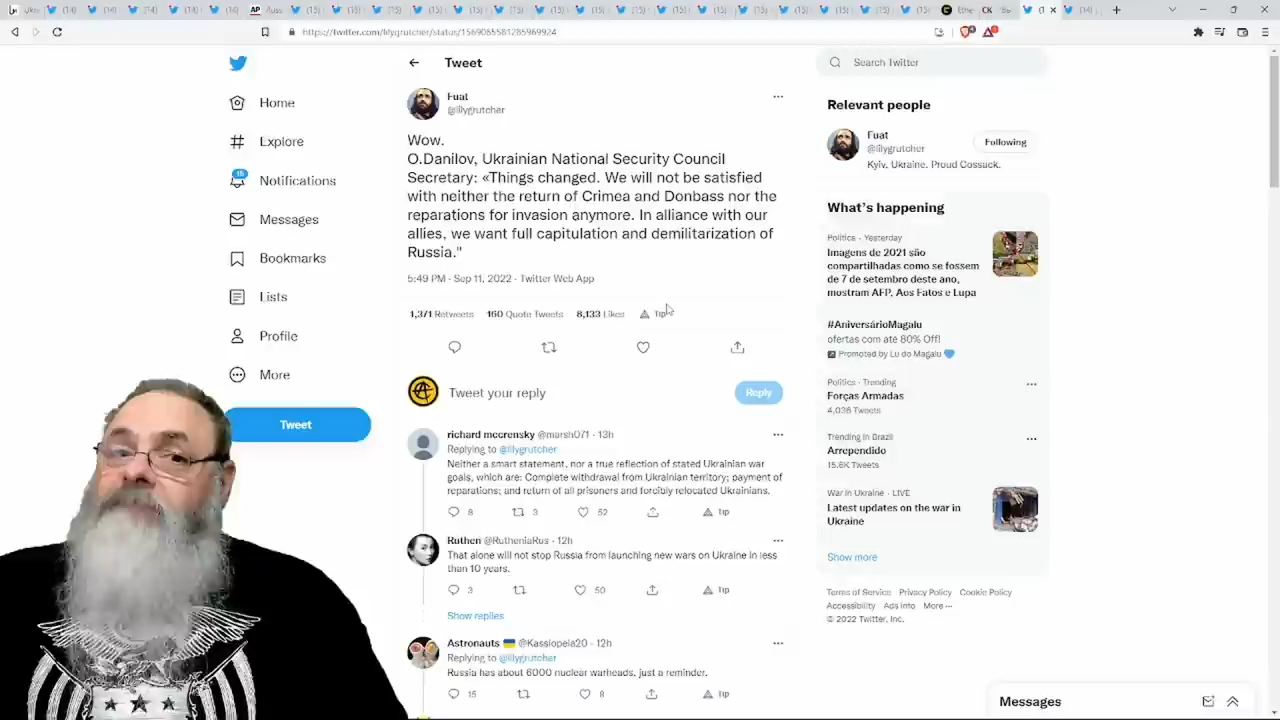 https://twitter.com/lilygrutcher/status/1569065581285969924
Home
Explore
15
Notifications
Messages
Bookmarks
Lists
Profile
More
Tweet
Tweet
Fuat
@lilygrutcher
Wow.
O.Danilov, Ukrainian National Security Council
Secretary: «Things changed. We will not be satisfied
with neither the return of Crimea and Donbass nor the
reparations for invasion anymore. In alliance with our
allies, we want full capitulation and demilitarization of
Russia."
5:49 PM · Sep 11, 2022 · Twitter Web App
1,371 Retweets 160 Quote Tweets 8,133 Likes Tip
Tweet your reply
Reply
richard mccrensky @marsh071 · 13h
Replying to @lilygrutcher
Neither a smart statement, nor a true reflection of stated Ukrainian war
goals, which are: Complete withdrawal from Ukrainian territory; payment of
reparations; and return of all prisoners and forcibly relocated Ukrainians.
8 3 52 Tip
Ruthen @RutheniaRus · 12h
That alone will not stop Russia from launching new wars on Ukraine in less
than 10 years.
3 50 Tip
Show replies
Astronauts @Kassiopeia20 · 12h
Replying to @lilygrutcher
Russia has about 6000 nuclear warheads, just a reminder.
15 8 Tip
Search Twitter
Relevant people
Fuat
@lilygrutcher
Following
Kyiv, Ukraine. Proud Cossack.
What's happening
Politics · Yesterday
Imagens de 2021 são
compartilhadas como se fossem
de 7 de setembro deste ano,
mostram AFP, Aos Fatos e Lupa
#AniversárioMagalu
ofertas com até 80% Off!
Promoted by Lu do Magalu
Politics · Trending
Forças Armadas
4,036 Tweets
Trending in Brazil
Arrependido
15.8K Tweets
War in Ukraine · LIVE
Latest updates on the war in
Ukraine
Show more
Terms of Service Privacy Policy Cookie Policy
Accessibility Ads info More ···
© 2022 Twitter, Inc.
Messages